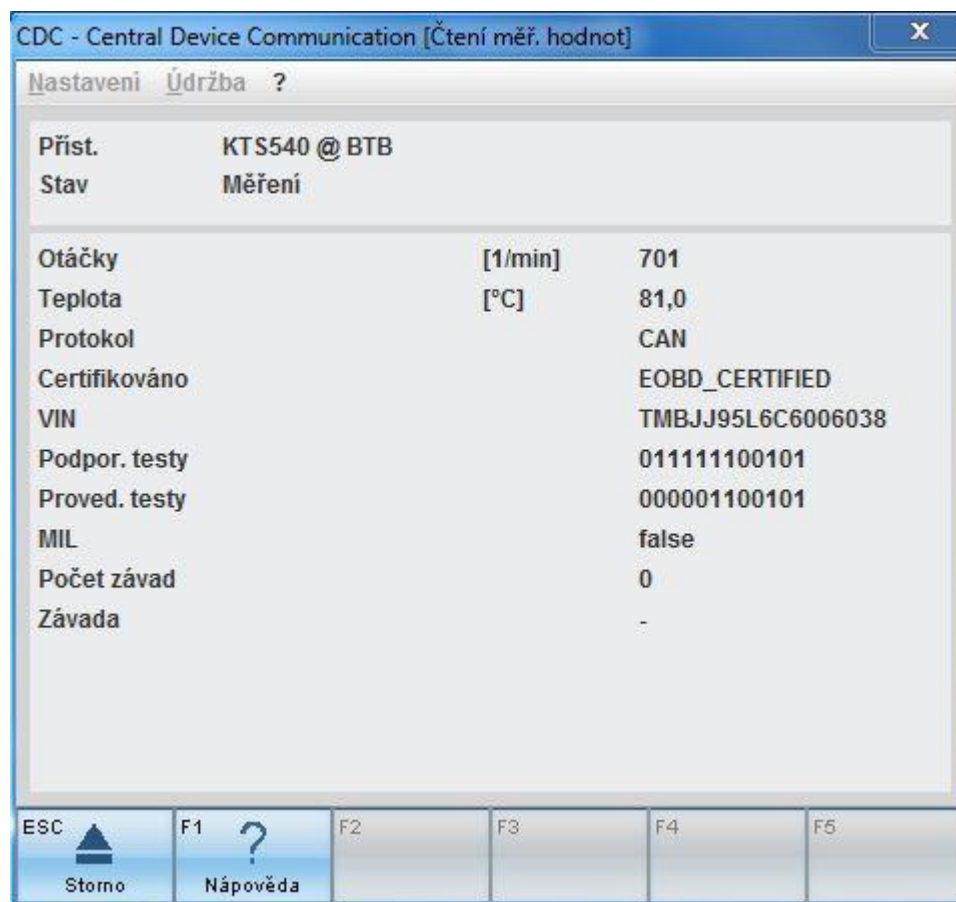 CDC - Central Device Communication [Čtení měř. hodnot]
Nastaveni Údržba ?
Příst. KTS540 @ BTB
Stav Měření
Otáčky [1/min] 701
Teplota [°C] 81,0
Protokol CAN
Certifikováno EOBD_CERTIFIED
VIN TMBJJ95L6C6006038
Podpor. testy 011111100101
Proved. testy 000001100101
MIL false
Počet závad 0
Závada -
ESC F1 ? F2 F3 F4 F5
Storno Nápověda